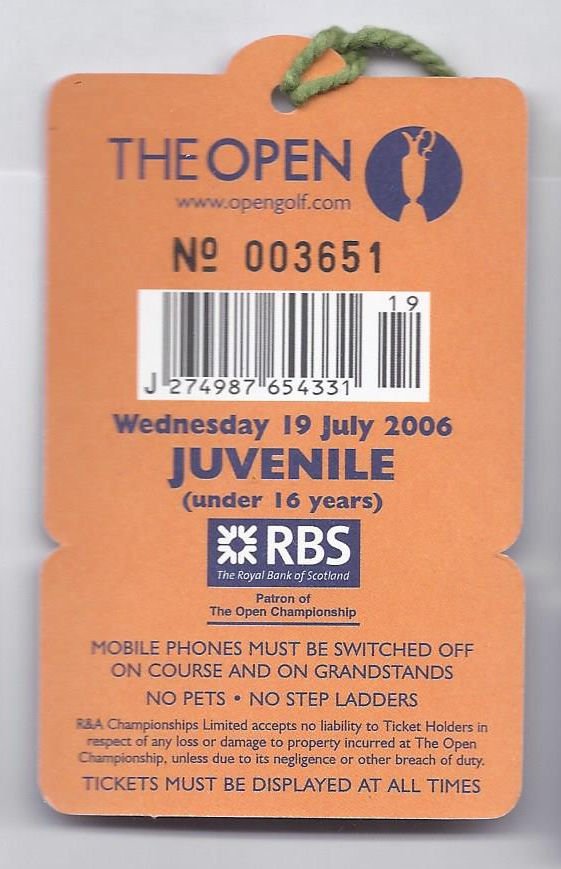 THE OPEN
www.opengolf.com
Nº 003651
19
J 274987 654331
Wednesday 19 July 2006
JUVENILE
(under 16 years)
RBS
The Royal Bank of Scotland
Patron of
The Open Championship
MOBILE PHONES MUST BE SWITCHED OFF
ON COURSE AND ON GRANDSTANDS
NO PETS • NO STEP LADDERS
R&A Championships Limited accepts no liability to Ticket Holders in
respect of any loss or damage to property incurred at The Open
Championship, unless due to its negligence or other breach of duty.
TICKETS MUST BE DISPLAYED AT ALL TIMES